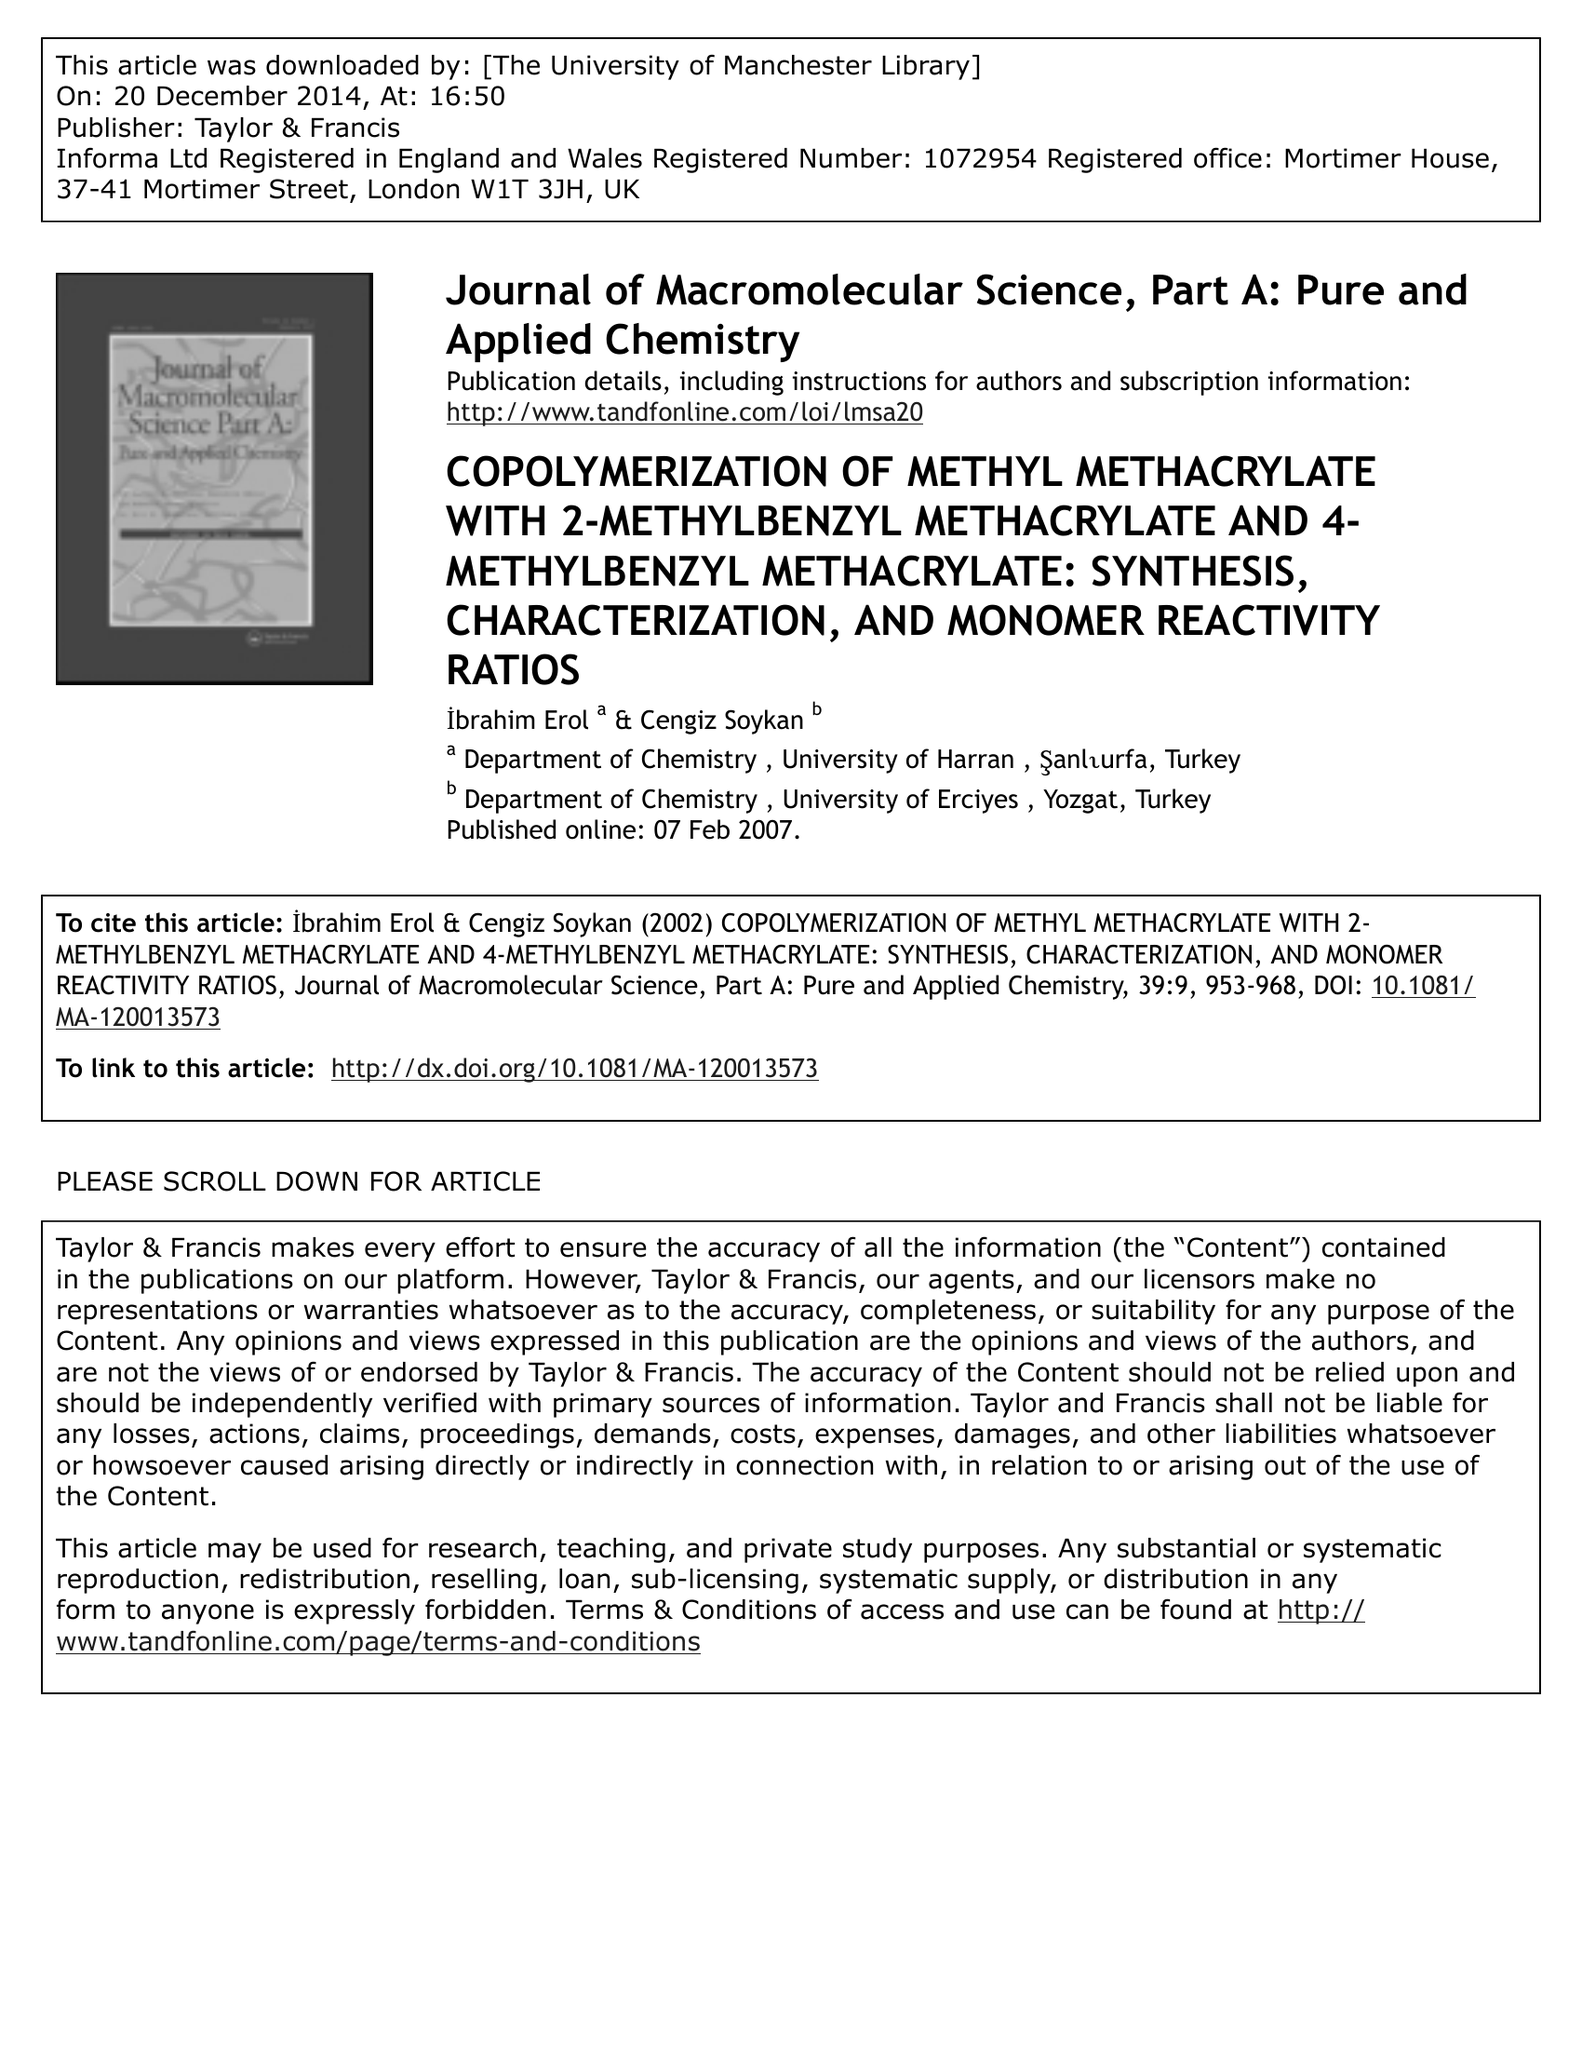 This article was downloaded by: [The University of Manchester Library]
On: 20 December 2014, At: 16:50
Publisher: Taylor & Francis
Informa Ltd Registered in England and Wales Registered Number: 1072954 Registered office: Mortimer House,
37-41 Mortimer Street, London W1T 3JH, UK
Journal of
Macromolecular
Science Part A:
Pure and Applied Chemistry
Journal of Macromolecular Science, Part A: Pure and
Applied Chemistry
Publication details, including instructions for authors and subscription information:
http://www.tandfonline.com/loi/lmsa20
COPOLYMERIZATION OF METHYL METHACRYLATE
WITH 2-METHYLBENZYL METHACRYLATE AND 4-
METHYLBENZYL METHACRYLATE: SYNTHESIS,
CHARACTERIZATION, AND MONOMER REACTIVITY
RATIOS
İbrahim Erol a & Cengiz Soykan b
a Department of Chemistry , University of Harran , Şanlıurfa, Turkey
b Department of Chemistry , University of Erciyes , Yozgat, Turkey
Published online: 07 Feb 2007.
To cite this article: İbrahim Erol & Cengiz Soykan (2002) COPOLYMERIZATION OF METHYL METHACRYLATE WITH 2-
METHYLBENZYL METHACRYLATE AND 4-METHYLBENZYL METHACRYLATE: SYNTHESIS, CHARACTERIZATION, AND MONOMER
REACTIVITY RATIOS, Journal of Macromolecular Science, Part A: Pure and Applied Chemistry, 39:9, 953-968, DOI: 10.1081/
MA-120013573
To link to this article: http://dx.doi.org/10.1081/MA-120013573
PLEASE SCROLL DOWN FOR ARTICLE
Taylor & Francis makes every effort to ensure the accuracy of all the information (the “Content”) contained
in the publications on our platform. However, Taylor & Francis, our agents, and our licensors make no
representations or warranties whatsoever as to the accuracy, completeness, or suitability for any purpose of the
Content. Any opinions and views expressed in this publication are the opinions and views of the authors, and
are not the views of or endorsed by Taylor & Francis. The accuracy of the Content should not be relied upon and
should be independently verified with primary sources of information. Taylor and Francis shall not be liable for
any losses, actions, claims, proceedings, demands, costs, expenses, damages, and other liabilities whatsoever
or howsoever caused arising directly or indirectly in connection with, in relation to or arising out of the use of
the Content.
This article may be used for research, teaching, and private study purposes. Any substantial or systematic
reproduction, redistribution, reselling, loan, sub-licensing, systematic supply, or distribution in any
form to anyone is expressly forbidden. Terms & Conditions of access and use can be found at http://
www.tandfonline.com/page/terms-and-conditions